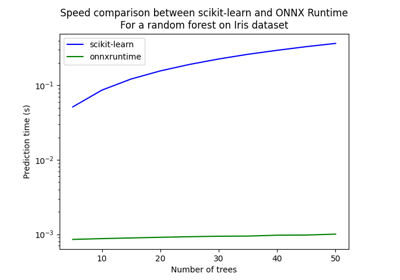 Speed comparison between scikit-learn and ONNX Runtime
For a random forest on Iris dataset
scikit-learn
onnxruntime
Prediction time (s)
10⁻¹
10⁻²
10⁻³
10 20 30 40 50
Number of trees